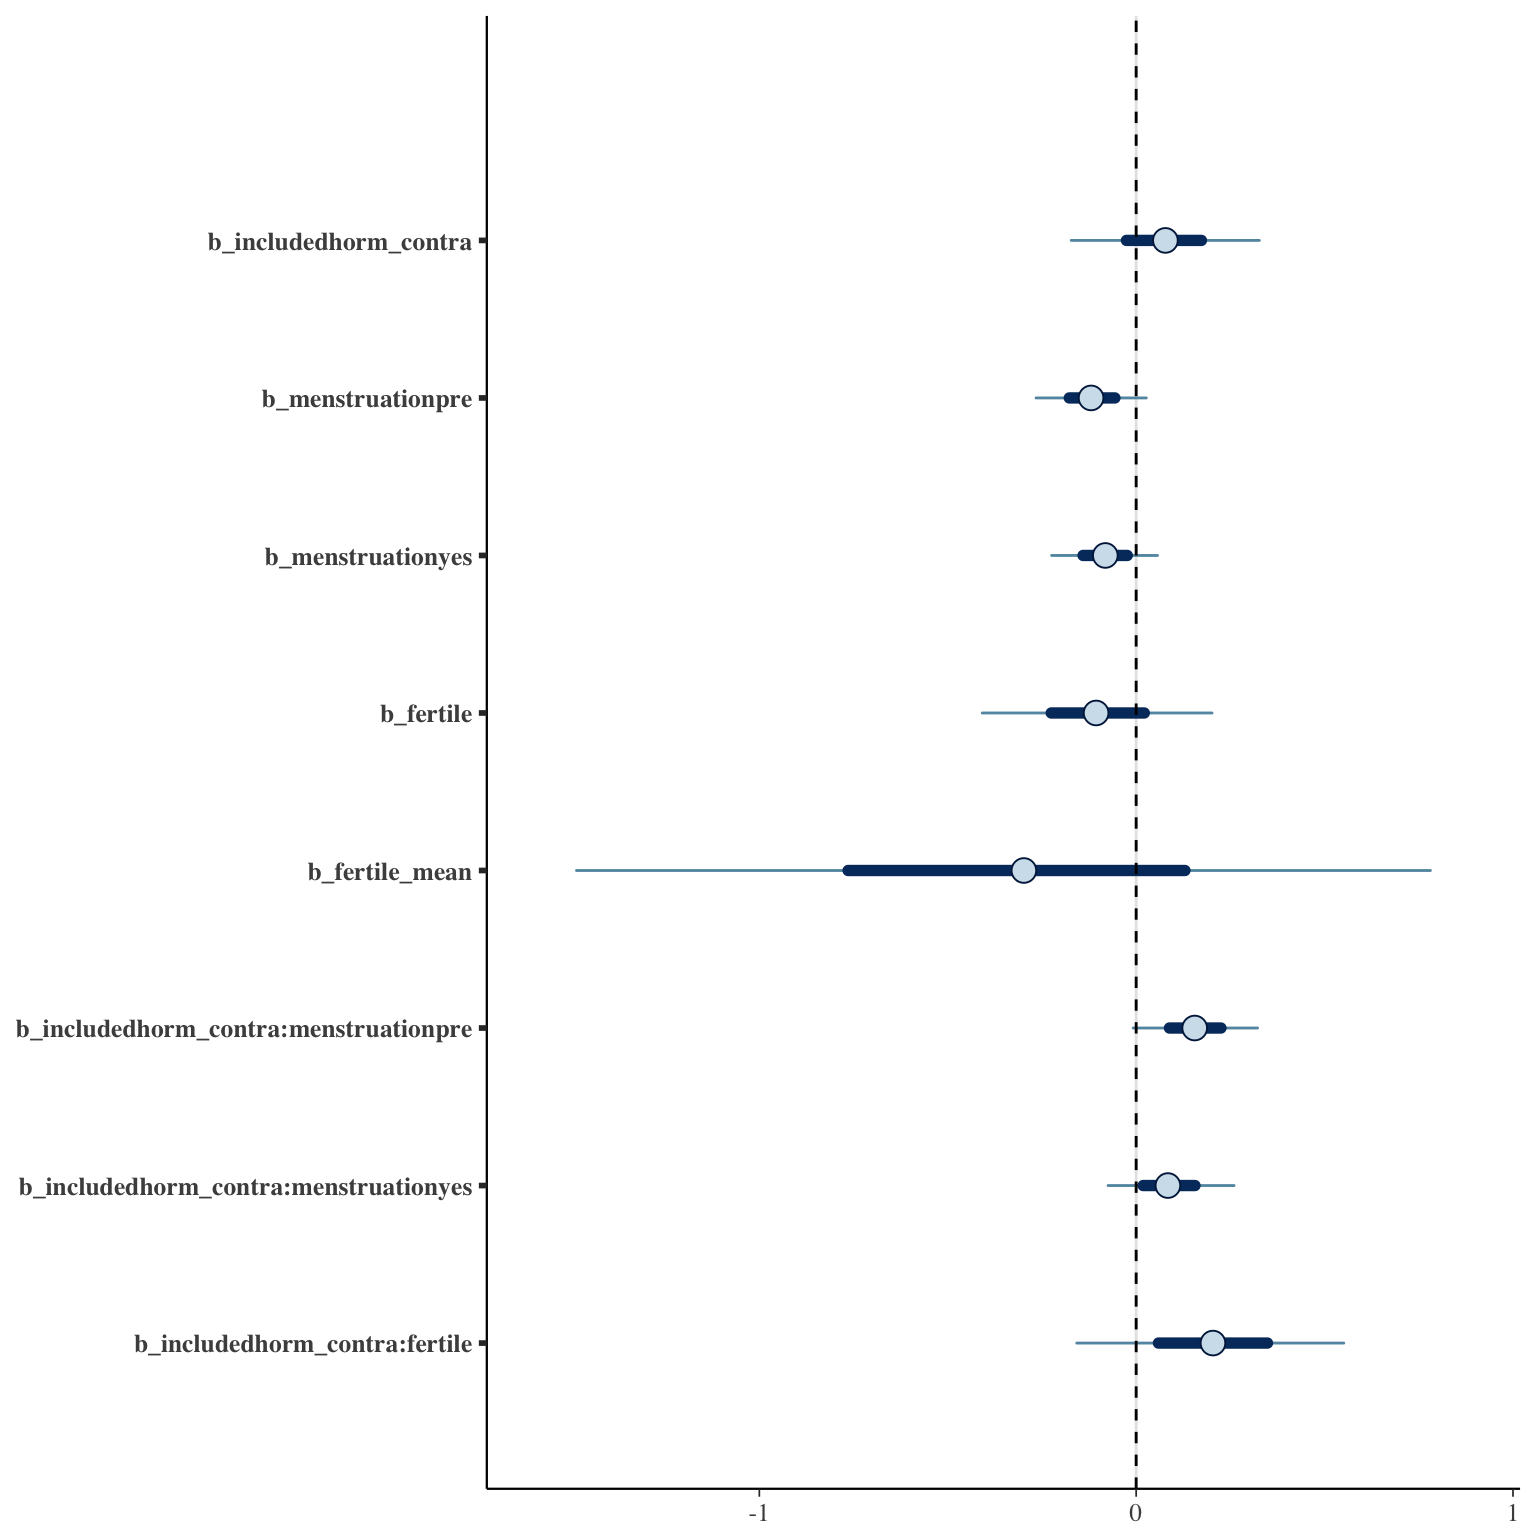 b_includedhorm_contra
b_menstruationpre
b_menstruationyes
b_fertile
b_fertile_mean
b_includedhorm_contra:menstruationpre
b_includedhorm_contra:menstruationyes
b_includedhorm_contra:fertile
-1 0 1